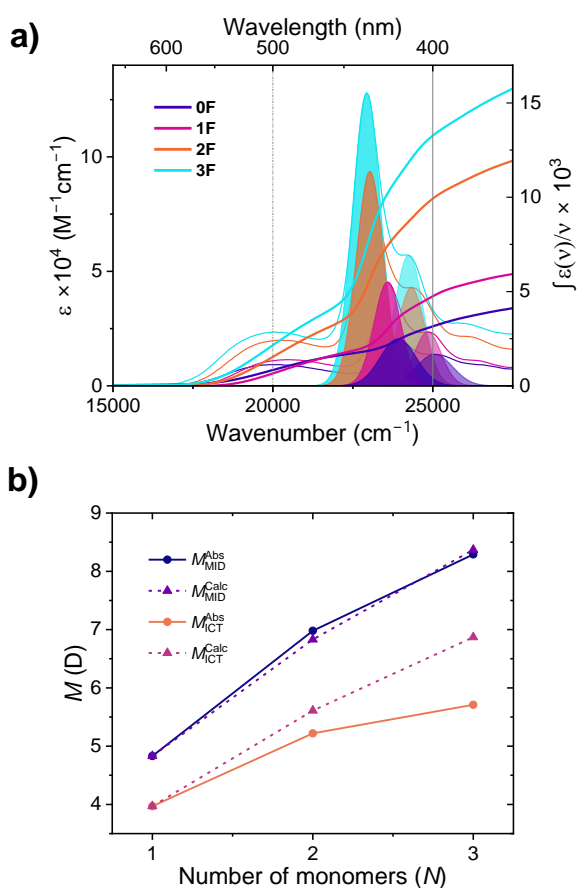 a)
Wavelength (nm)
600 500 400
0F
1F
2F
3F
ε ×10⁴ (M⁻¹cm⁻¹)
10
5
0
15
10
5
0
∫ε(ν)/ν × 10³
15000 20000 25000
Wavenumber (cm⁻¹)
b)
9
8
7
6
5
4
M (D)
M_MID^Abs
M_MID^Calc
M_ICT^Abs
M_ICT^Calc
1 2 3
Number of monomers (N)